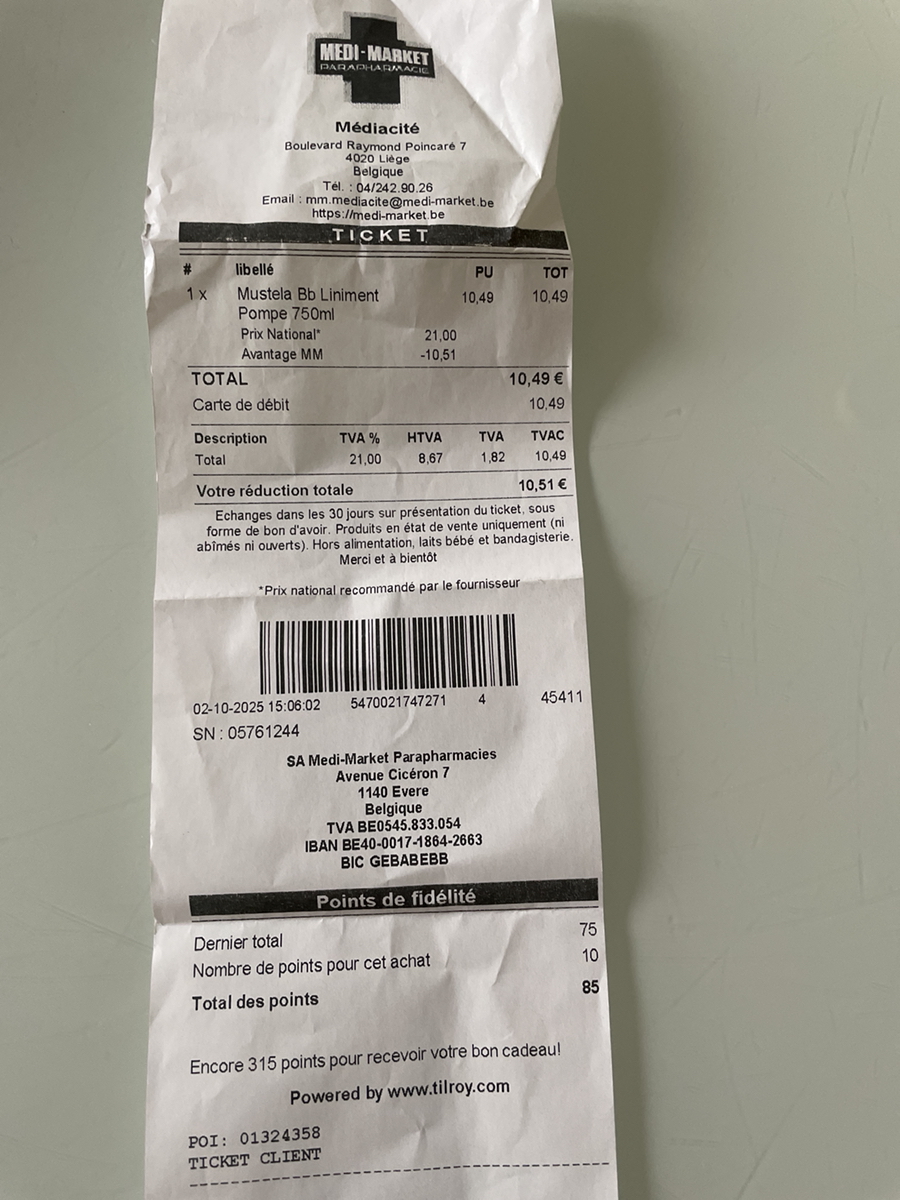 MEDI-MARKET
PARAPHARMACIE
Médiacité
Boulevard Raymond Poincaré 7
4020 Liège
Belgique
Tél. : 04/242.90.26
Email : mm.mediacite@medi-market.be
https://medi-market.be
TICKET
# libellé PU TOT
1 x Mustela Bb Liniment 10,49 10,49
Pompe 750ml
Prix National* 21,00
Avantage MM -10,51
TOTAL 10,49 €
Carte de débit 10,49
Description TVA % HTVA TVA TVAC
Total 21,00 8,67 1,82 10,49
Votre réduction totale 10,51 €
Echanges dans les 30 jours sur présentation du ticket, sous
forme de bon d'avoir. Produits en état de vente uniquement (ni
abîmés ni ouverts). Hors alimentation, laits bébé et bandagisterie.
Merci et à bientôt
*Prix national recommandé par le fournisseur
02-10-2025 15:06:02 5470021747271 4 45411
SN : 05761244
SA Medi-Market Parapharmacies
Avenue Cicéron 7
1140 Evere
Belgique
TVA BE0545.833.054
IBAN BE40-0017-1864-2663
BIC GEBABEBB
Points de fidélité
Dernier total 75
Nombre de points pour cet achat 10
Total des points 85
Encore 315 points pour recevoir votre bon cadeau!
Powered by www.tilroy.com
POI: 01324358
TICKET CLIENT